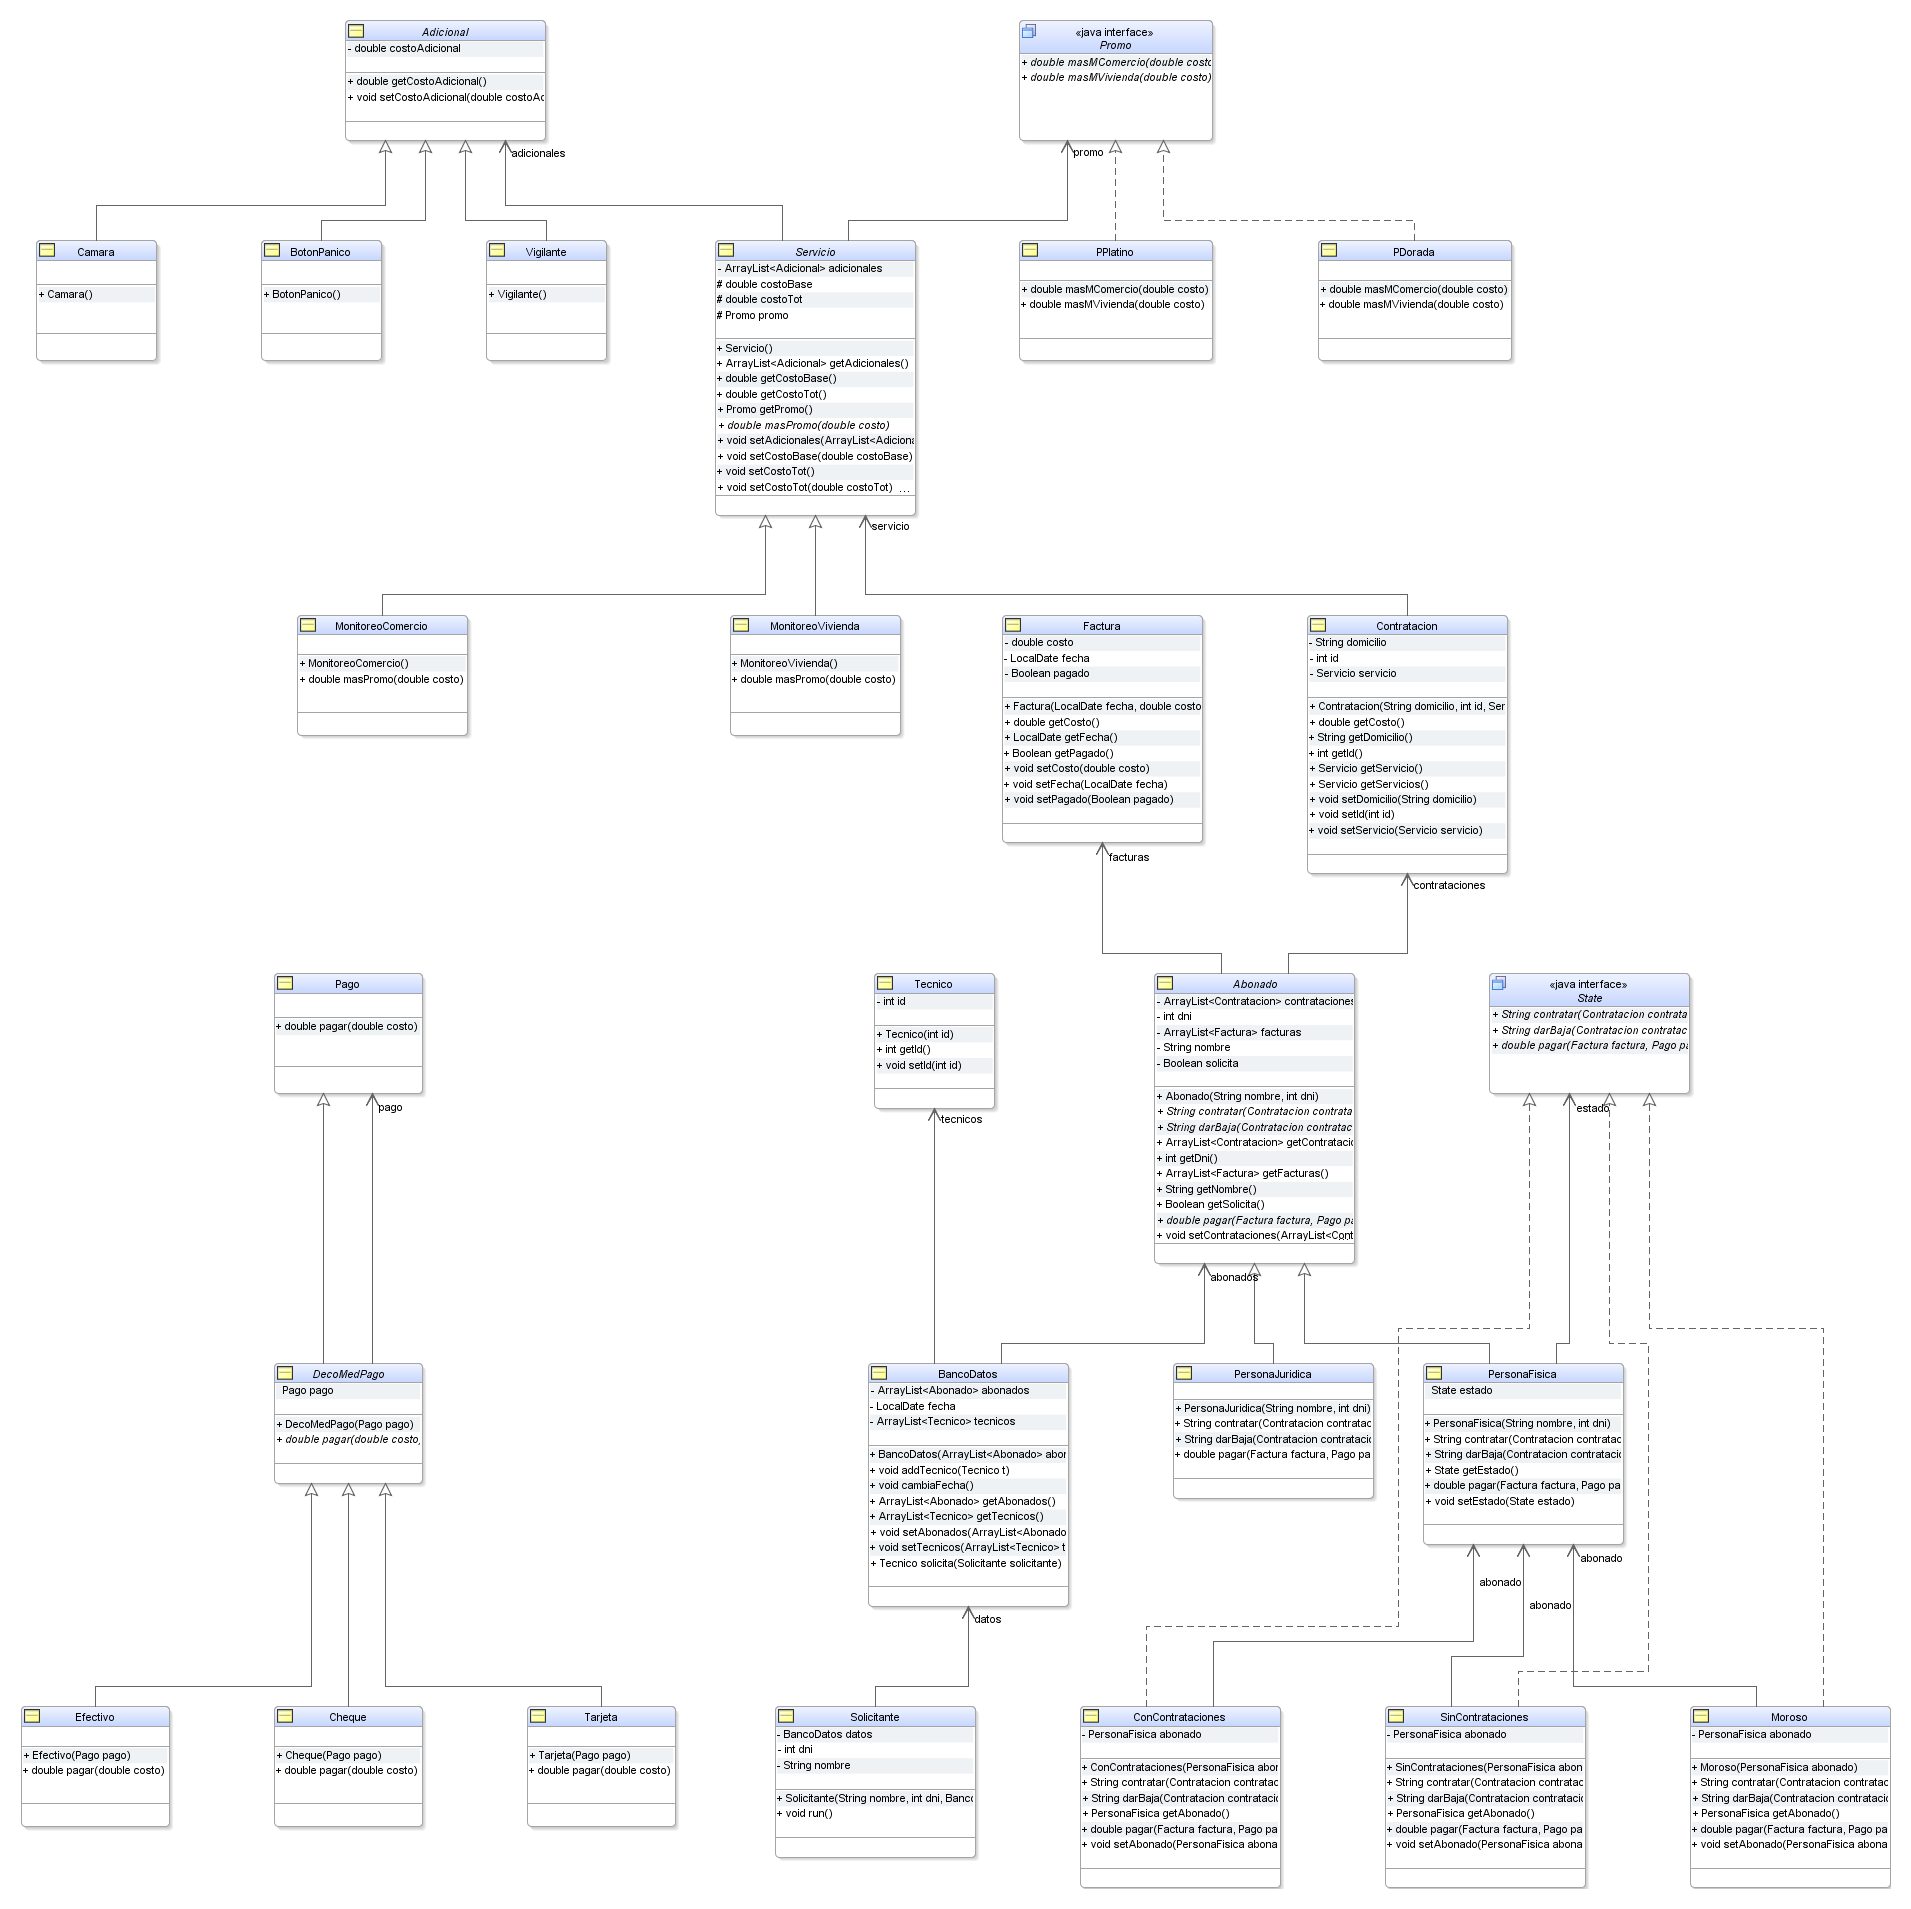 Adicional
- double costoAdicional
+ double getCostoAdicional()
+ void setCostoAdicional(double costoAd
«java interface»
Promo
+ double masMComercio(double costo
+ double masMVivienda(double costo)
adicionales
promo
Camara
+ Camara()
BotonPanico
+ BotonPanico()
Vigilante
+ Vigilante()
Servicio
- ArrayList<Adicional> adicionales
# double costoBase
# double costoTot
# Promo promo
+ Servicio()
+ ArrayList<Adicional> getAdicionales()
+ double getCostoBase()
+ double getCostoTot()
+ Promo getPromo()
+ double masPromo(double costo)
+ void setAdicionales(ArrayList<Adiciona
+ void setCostoBase(double costoBase)
+ void setCostoTot()
+ void setCostoTot(double costoTot) ...
PPlatino
+ double masMComercio(double costo)
+ double masMVivienda(double costo)
PDorada
+ double masMComercio(double costo)
+ double masMVivienda(double costo)
servicio
MonitoreoComercio
+ MonitoreoComercio()
+ double masPromo(double costo)
MonitoreoVivienda
+ MonitoreoVivienda()
+ double masPromo(double costo)
Factura
- double costo
- LocalDate fecha
- Boolean pagado
+ Factura(LocalDate fecha, double costo
+ double getCosto()
+ LocalDate getFecha()
+ Boolean getPagado()
+ void setCosto(double costo)
+ void setFecha(LocalDate fecha)
+ void setPagado(Boolean pagado)
Contratacion
- String domicilio
- int id
- Servicio servicio
+ Contratacion(String domicilio, int id, Ser
+ double getCosto()
+ String getDomicilio()
+ int getId()
+ Servicio getServicio()
+ Servicio getServicios()
+ void setDomicilio(String domicilio)
+ void setId(int id)
+ void setServicio(Servicio servicio)
facturas
contrataciones
Pago
+ double pagar(double costo)
pago
Tecnico
- int id
+ Tecnico(int id)
+ int getId()
+ void setId(int id)
tecnicos
Abonado
- ArrayList<Contratacion> contrataciones
- int dni
- ArrayList<Factura> facturas
- String nombre
- Boolean solicita
+ Abonado(String nombre, int dni)
+ String contratar(Contratacion contrata
+ String darBaja(Contratacion contratac
+ ArrayList<Contratacion> getContratacio
+ int getDni()
+ ArrayList<Factura> getFacturas()
+ String getNombre()
+ Boolean getSolicita()
+ double pagar(Factura factura, Pago pa
+ void setContrataciones(ArrayList<Cont
«java interface»
State
+ String contratar(Contratacion contrata
+ String darBaja(Contratacion contratac
+ double pagar(Factura factura, Pago pa
estado
abonados
DecoMedPago
Pago pago
+ DecoMedPago(Pago pago)
+ double pagar(double costo)
BancoDatos
- ArrayList<Abonado> abonados
- LocalDate fecha
- ArrayList<Tecnico> tecnicos
+ BancoDatos(ArrayList<Abonado> abon
+ void addTecnico(Tecnico t)
+ void cambiaFecha()
+ ArrayList<Abonado> getAbonados()
+ ArrayList<Tecnico> getTecnicos()
+ void setAbonados(ArrayList<Abonado
+ void setTecnicos(ArrayList<Tecnico> t
+ Tecnico solicita(Solicitante solicitante)
datos
PersonaJuridica
+ PersonaJuridica(String nombre, int dni)
+ String contratar(Contratacion contratac
+ String darBaja(Contratacion contratacio
+ double pagar(Factura factura, Pago pa
PersonaFisica
State estado
+ PersonaFisica(String nombre, int dni)
+ String contratar(Contratacion contratac
+ String darBaja(Contratacion contratacio
+ State getEstado()
+ double pagar(Factura factura, Pago pa
+ void setEstado(State estado)
abonado
abonado
abonado
Efectivo
+ Efectivo(Pago pago)
+ double pagar(double costo)
Cheque
+ Cheque(Pago pago)
+ double pagar(double costo)
Tarjeta
+ Tarjeta(Pago pago)
+ double pagar(double costo)
Solicitante
- BancoDatos datos
- int dni
- String nombre
+ Solicitante(String nombre, int dni, Banco
+ void run()
ConContrataciones
- PersonaFisica abonado
+ ConContrataciones(PersonaFisica abon
+ String contratar(Contratacion contratac
+ String darBaja(Contratacion contratacio
+ PersonaFisica getAbonado()
+ double pagar(Factura factura, Pago pa
+ void setAbonado(PersonaFisica abona
SinContrataciones
- PersonaFisica abonado
+ SinContrataciones(PersonaFisica abon
+ String contratar(Contratacion contratac
+ String darBaja(Contratacion contratacio
+ PersonaFisica getAbonado()
+ double pagar(Factura factura, Pago pa
+ void setAbonado(PersonaFisica abona
Moroso
- PersonaFisica abonado
+ Moroso(PersonaFisica abonado)
+ String contratar(Contratacion contratac
+ String darBaja(Contratacion contratacio
+ PersonaFisica getAbonado()
+ double pagar(Factura factura, Pago pa
+ void setAbonado(PersonaFisica abona